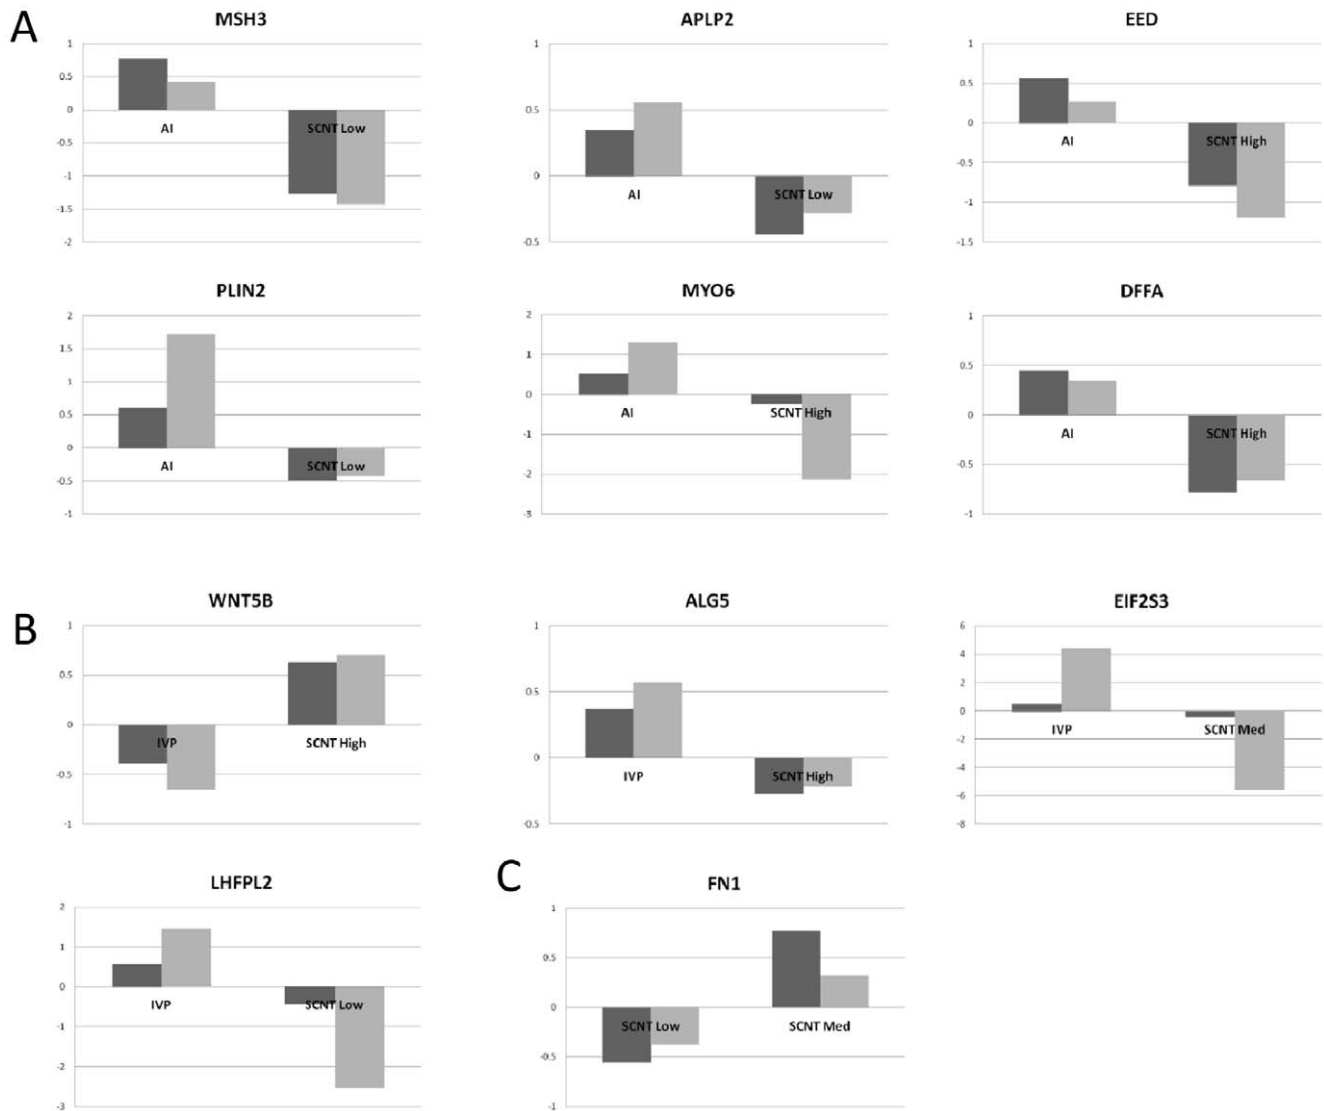 A
MSH3
1
0.5
0
-0.5
-1
-1.5
-2
AI
SCNT Low
APLP2
1
0.5
0
-0.5
AI
SCNT Low
EED
1
0.5
0
-0.5
-1
-1.5
AI
SCNT High
PLIN2
2
1.5
1
0.5
0
-0.5
-1
AI
SCNT Low
MYO6
2
1
0
-1
-2
-3
AI
SCNT High
DFFA
1
0.5
0
-0.5
-1
AI
SCNT High
B
WNT5B
1
0.5
0
-0.5
-1
IVP
SCNT High
ALG5
1
0.5
0
-0.5
IVP
SCNT High
EIF2S3
6
4
2
0
-2
-4
-6
-8
IVP
SCNT Med
LHFPL2
2
1
0
-1
-2
-3
IVP
SCNT Low
C
FN1
1
0.5
0
-0.5
-1
SCNT Low
SCNT Med